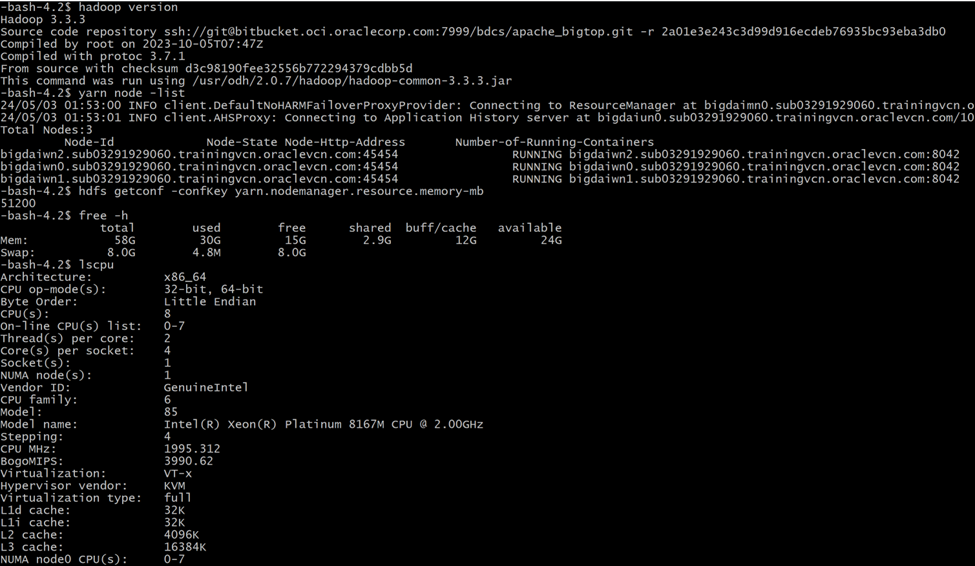 -bash-4.2$ hadoop version
Hadoop 3.3.3
Source code repository ssh://git@bitbucket.oci.oraclecorp.com:7999/bdcs/apache_bigtop.git -r 2a01e3e243c3d99d916ecdeb76935bc93eba3db0
Compiled by root on 2023-10-05T07:47Z
Compiled with protoc 3.7.1
From source with checksum d3c98190fee32556b772294379cdbb5d
This command was run using /usr/odh/2.0.7/hadoop/hadoop-common-3.3.3.jar
-bash-4.2$ yarn node -list
24/05/03 01:53:00 INFO client.DefaultNoHARMFailoverProxyProvider: Connecting to ResourceManager at bigdaimn0.sub03291929060.trainingvcn.o
24/05/03 01:53:01 INFO client.AHSProxy: Connecting to Application History server at bigdaiun0.sub03291929060.trainingvcn.oraclevcn.com/10
Total Nodes:3
Node-Id Node-State Node-Http-Address Number-of-Running-Containers
bigdaiwn2.sub03291929060.trainingvcn.oraclevcn.com:45454 RUNNING bigdaiwn2.sub03291929060.trainingvcn.oraclevcn.com:8042
bigdaiwn0.sub03291929060.trainingvcn.oraclevcn.com:45454 RUNNING bigdaiwn0.sub03291929060.trainingvcn.oraclevcn.com:8042
bigdaiwn1.sub03291929060.trainingvcn.oraclevcn.com:45454 RUNNING bigdaiwn1.sub03291929060.trainingvcn.oraclevcn.com:8042
-bash-4.2$ hdfs getconf -confKey yarn.nodemanager.resource.memory-mb
51200
-bash-4.2$ free -h
total used free shared buff/cache available
Mem: 58G 30G 15G 2.9G 12G 24G
Swap: 8.0G 4.8M 8.0G
-bash-4.2$ lscpu
Architecture: x86_64
CPU op-mode(s): 32-bit, 64-bit
Byte Order: Little Endian
CPU(s): 8
On-line CPU(s) list: 0-7
Thread(s) per core: 2
Core(s) per socket: 4
Socket(s): 1
NUMA node(s): 1
Vendor ID: GenuineIntel
CPU family: 6
Model: 85
Model name: Intel(R) Xeon(R) Platinum 8167M CPU @ 2.00GHz
Stepping: 4
CPU MHz: 1995.312
BogoMIPS: 3990.62
Virtualization: VT-x
Hypervisor vendor: KVM
Virtualization type: full
L1d cache: 32K
L1i cache: 32K
L2 cache: 4096K
L3 cache: 16384K
NUMA node0 CPU(s): 0-7